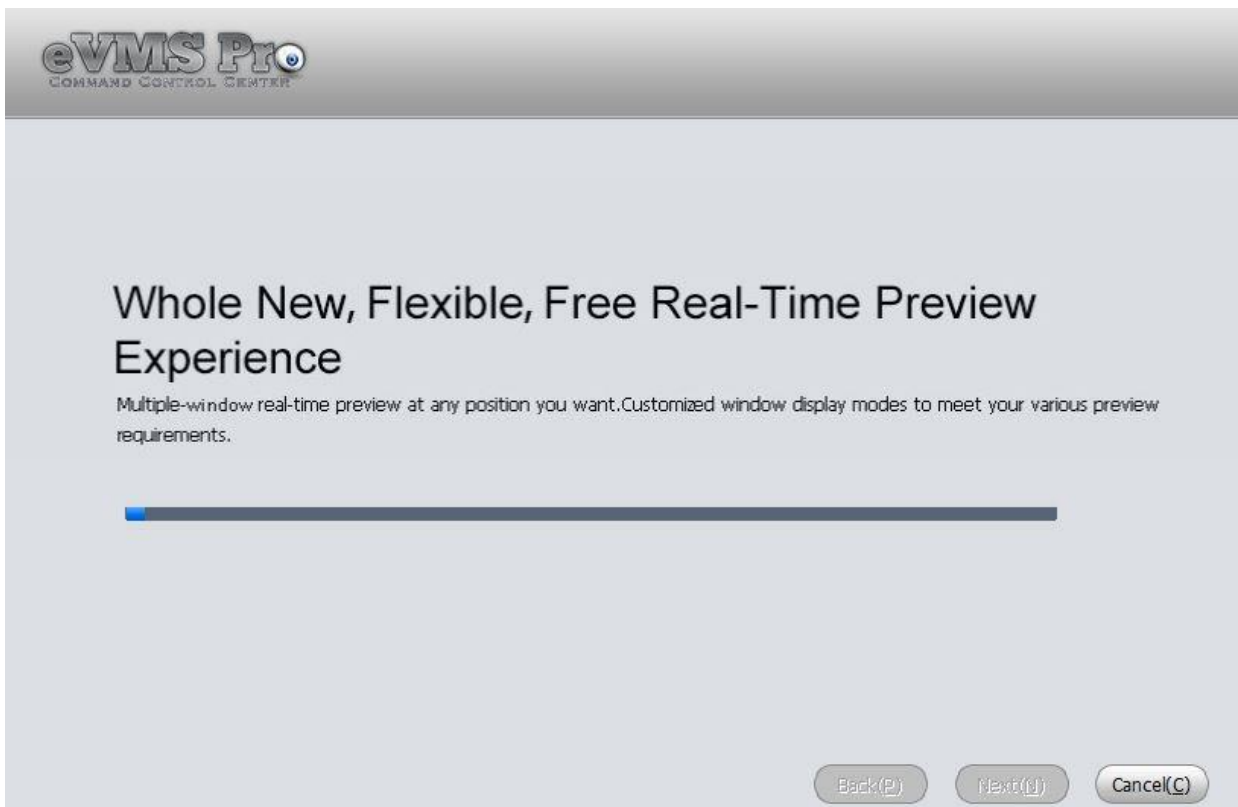 eVMS Pro
COMMAND CONTROL CENTER
Whole New, Flexible, Free Real-Time Preview
Experience
Multiple-window real-time preview at any position you want.Customized window display modes to meet your various preview
requirements.
Back(P) Next(N) Cancel(C)